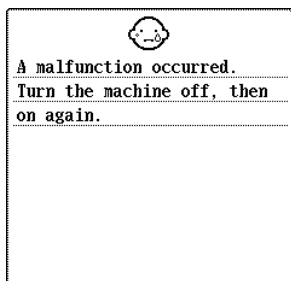 A malfunction occurred.
Turn the machine off, then
on again.